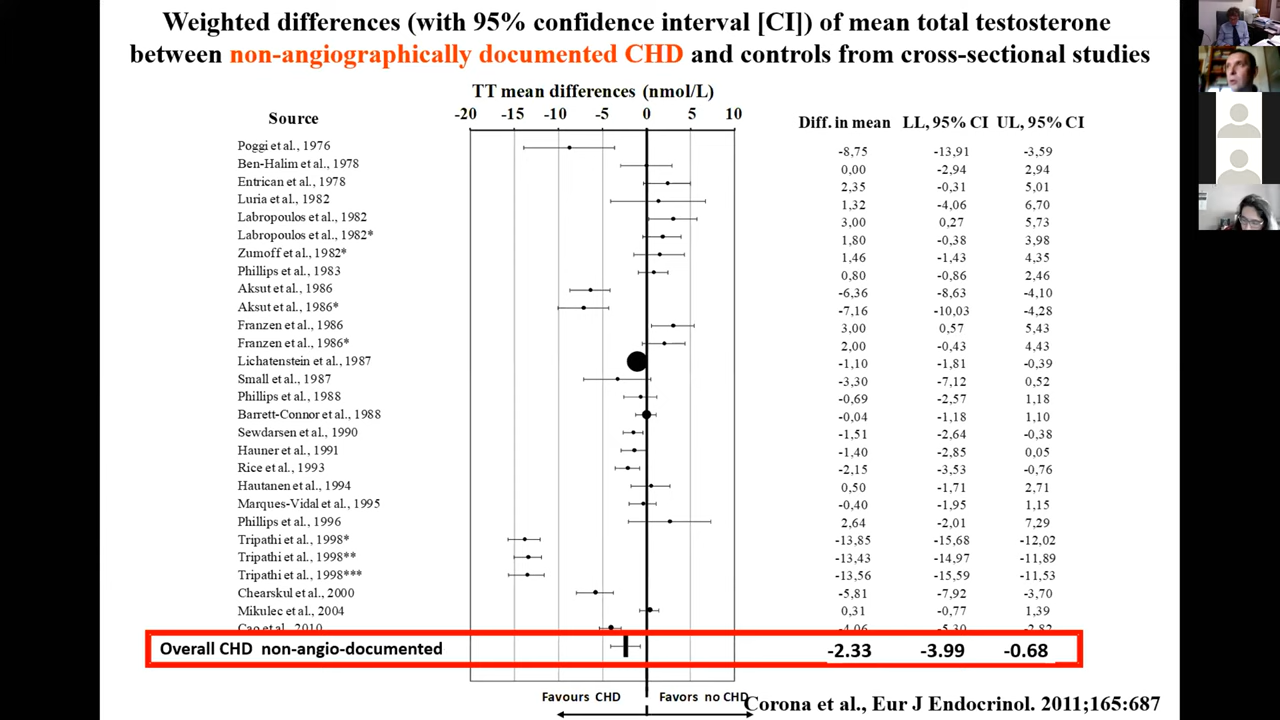 Weighted differences (with 95% confidence interval [CI]) of mean total testosterone
between non-angiographically documented CHD and controls from cross-sectional studies
TT mean differences (nmol/L)
Source -20 -15 -10 -5 0 5 10 Diff. in mean LL, 95% CI UL, 95% CI
Poggi et al., 1976 -8,75 -13,91 -3,59
Ben-Halim et al., 1978 0,00 -2,94 2,94
Entrican et al., 1978 2,35 -0,31 5,01
Luria et al., 1982 1,32 -4,06 6,70
Labropoulos et al., 1982 3,00 0,27 5,73
Labropoulos et al., 1982* 1,80 -0,38 3,98
Zumoff et al., 1982* 1,46 -1,43 4,35
Phillips et al., 1983 0,80 -0,86 2,46
Aksut et al., 1986 -6,36 -8,63 -4,10
Aksut et al., 1986* -7,16 -10,03 -4,28
Franzen et al., 1986 3,00 0,57 5,43
Franzen et al., 1986* 2,00 -0,43 4,43
Lichatenstein et al., 1987 -1,10 -1,81 -0,39
Small et al., 1987 -3,30 -7,12 0,52
Phillips et al., 1988 -0,69 -2,57 1,18
Barrett-Connor et al., 1988 -0,04 -1,18 1,10
Sewdarsen et al., 1990 -1,51 -2,64 -0,38
Hauner et al., 1991 -1,40 -2,85 0,05
Rice et al., 1993 -2,15 -3,53 -0,76
Hautanen et al., 1994 0,50 -1,71 2,71
Marques-Vidal et al., 1995 -0,40 -1,95 1,15
Phillips et al., 1996 2,64 -2,01 7,29
Tripathi et al., 1998* -13,85 -15,68 -12,02
Tripathi et al., 1998** -13,43 -14,97 -11,89
Tripathi et al., 1998*** -13,56 -15,59 -11,53
Chearskul et al., 2000 -5,81 -7,92 -3,70
Mikulec et al., 2004 0,31 -0,77 1,39
Cao et al., 2010 -4,06 -5,30 -2,82
Overall CHD non-angio-documented -2.33 -3.99 -0.68
Favours CHD Favors no CHD
Corona et al., Eur J Endocrinol. 2011;165:687